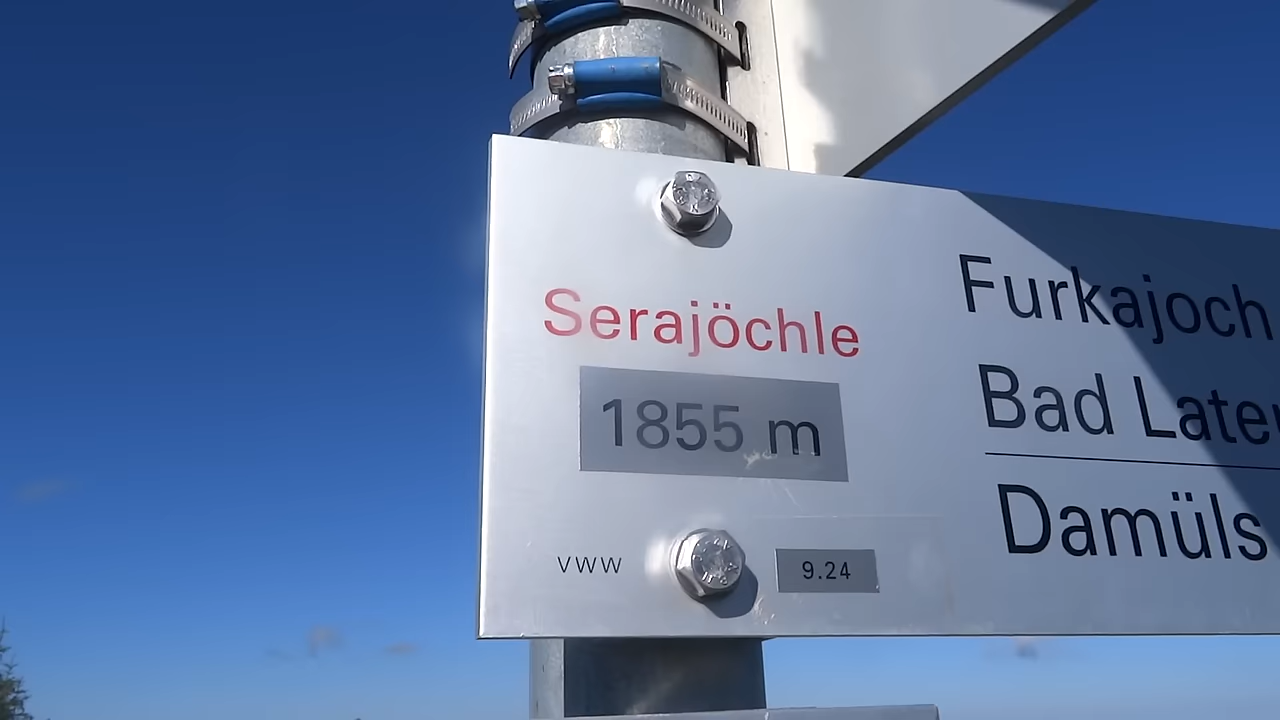 Serajöchle
1855 m
vww
9.24
Furkajoch
Bad Later
Damüls